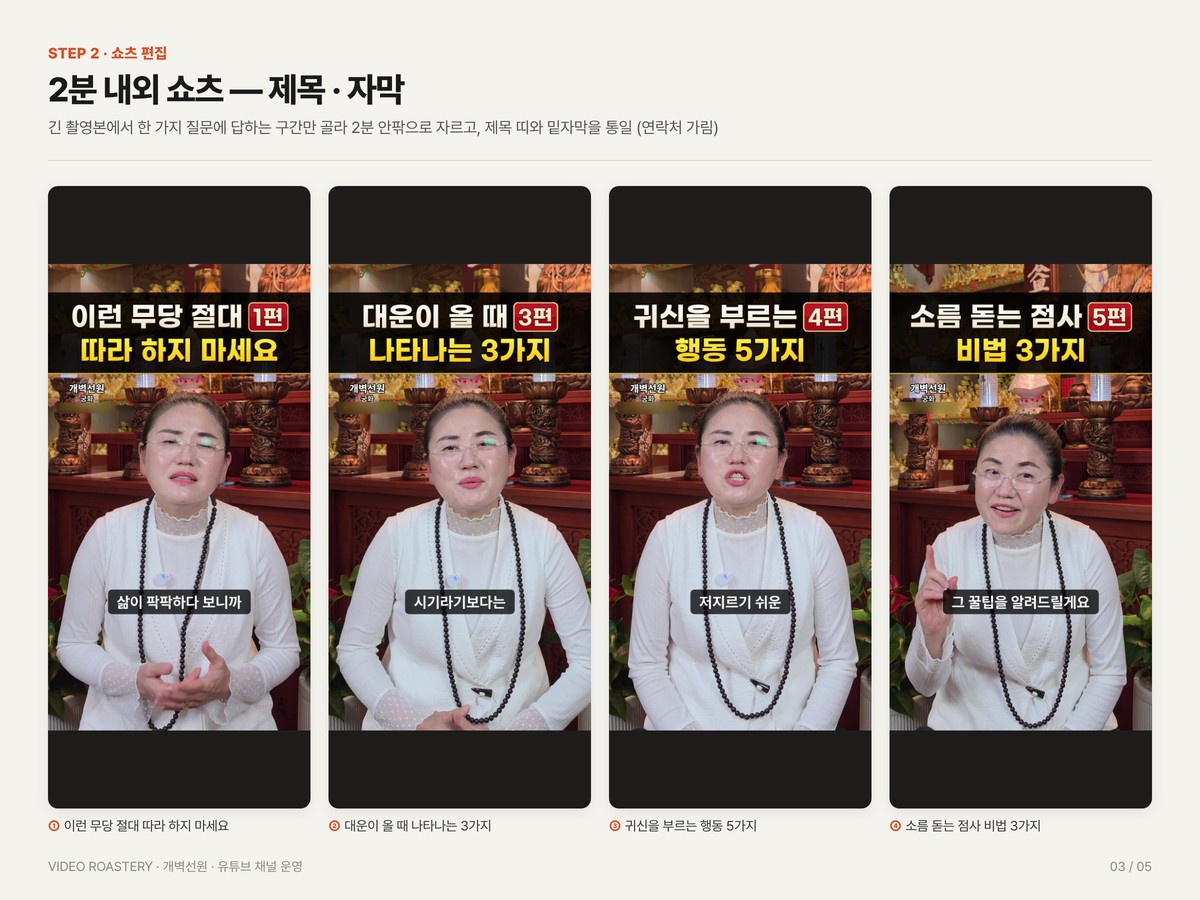 STEP 2 · 쇼츠 편집
2분 내외 쇼츠 — 제목 · 자막
긴 촬영본에서 한 가지 질문에 답하는 구간만 골라 2분 안팎으로 자르고, 제목 띠와 밑자막을 통일 (연락처 가림)
이런 무당 절대 1편
따라 하지 마세요
개벽선원
궁화
삶이 팍팍하다 보니까
① 이런 무당 절대 따라 하지 마세요
대운이 올 때 3편
나타나는 3가지
개벽선원
궁화
시기라기보다는
② 대운이 올 때 나타나는 3가지
귀신을 부르는 4편
행동 5가지
개벽선원
궁화
저지르기 쉬운
③ 귀신을 부르는 행동 5가지
소름 돋는 점사 5편
비법 3가지
개벽선원
궁화
그 꿀팁을 알려드릴게요
④ 소름 돋는 점사 비법 3가지
VIDEO ROASTERY · 개벽선원 · 유튜브 채널 운영
03 / 05